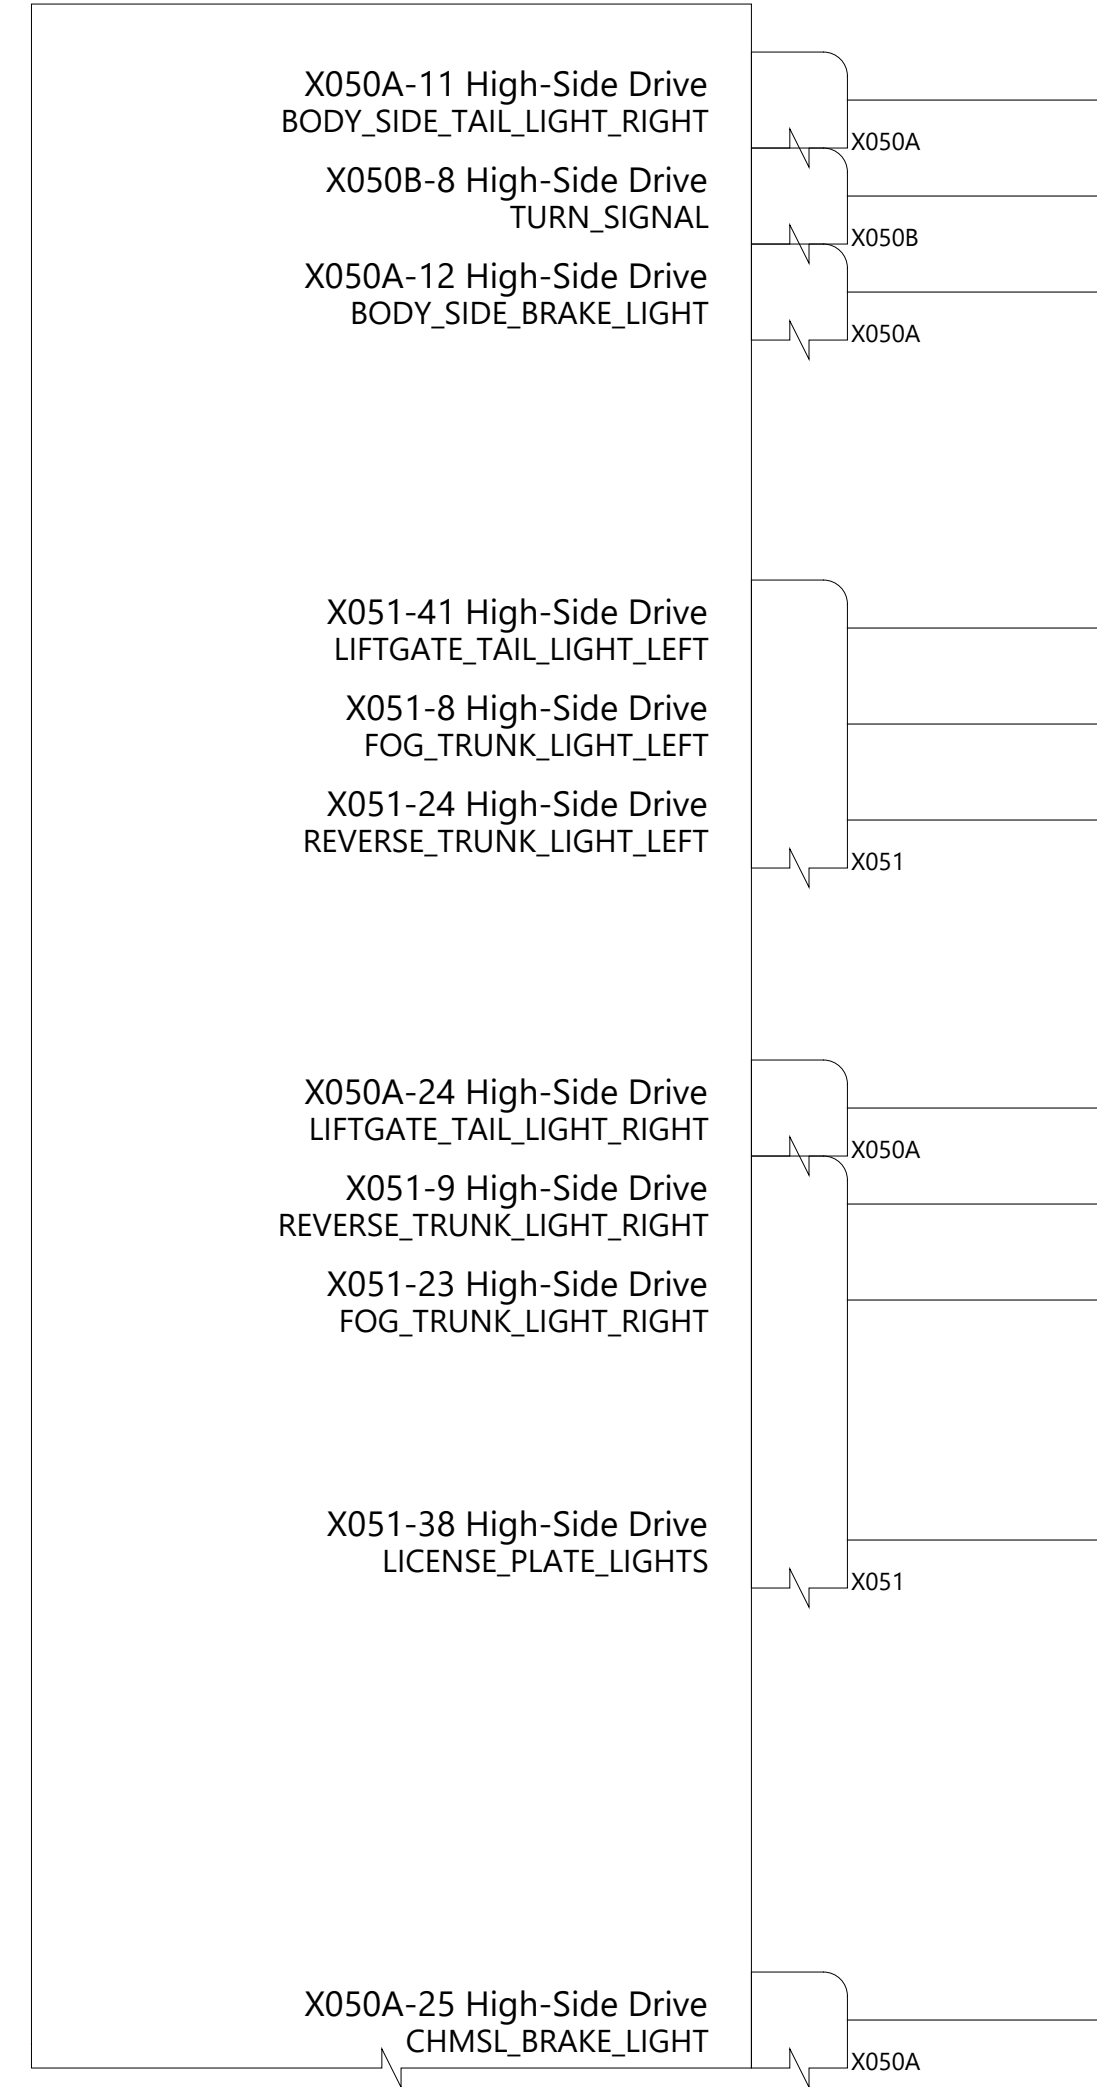 X050A-11 High-Side Drive
BODY_SIDE_TAIL_LIGHT_RIGHT
X050A
X050B-8 High-Side Drive
TURN_SIGNAL
X050B
X050A-12 High-Side Drive
BODY_SIDE_BRAKE_LIGHT
X050A
X051-41 High-Side Drive
LIFTGATE_TAIL_LIGHT_LEFT
X051-8 High-Side Drive
FOG_TRUNK_LIGHT_LEFT
X051-24 High-Side Drive
REVERSE_TRUNK_LIGHT_LEFT
X051
X050A-24 High-Side Drive
LIFTGATE_TAIL_LIGHT_RIGHT
X050A
X051-9 High-Side Drive
REVERSE_TRUNK_LIGHT_RIGHT
X051-23 High-Side Drive
FOG_TRUNK_LIGHT_RIGHT
X051-38 High-Side Drive
LICENSE_PLATE_LIGHTS
X051
X050A-25 High-Side Drive
CHMSL_BRAKE_LIGHT
X050A